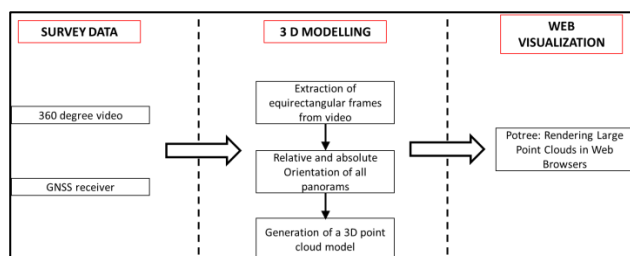 SURVEY DATA
360 degree video
GNSS receiver
3 D MODELLING
Extraction of
equirectangular frames
from video
Relative and absolute
Orientation of all
panorams
Generation of a 3D point
cloud model
WEB
VISUALIZATION
Potree: Rendering Large
Point Clouds in Web
Browsers